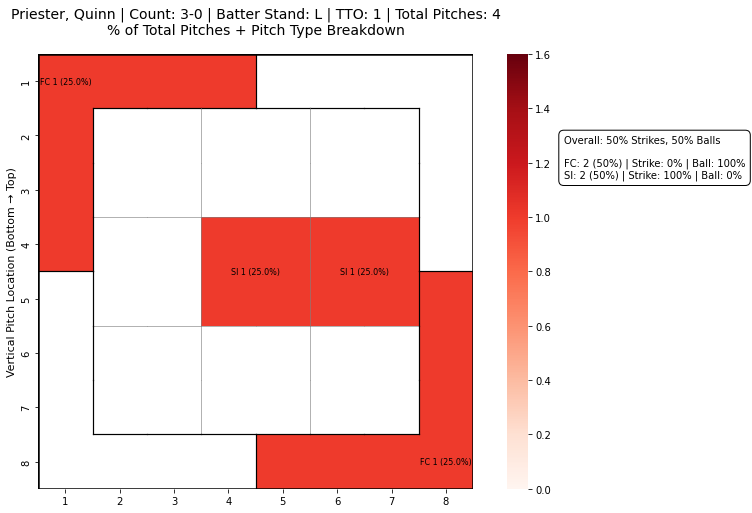 Priester, Quinn | Count: 3-0 | Batter Stand: L | TTO: 1 | Total Pitches: 4
% of Total Pitches + Pitch Type Breakdown
Vertical Pitch Location (Bottom → Top)
1
2
3
4
5
6
7
8
FC 1 (25.0%)
SI 1 (25.0%)
SI 1 (25.0%)
FC 1 (25.0%)
1
2
3
4
5
6
7
8
1.6
1.4
1.2
1.0
0.8
0.6
0.4
0.2
0.0
Overall: 50% Strikes, 50% Balls
FC: 2 (50%) | Strike: 0% | Ball: 100%
SI: 2 (50%) | Strike: 100% | Ball: 0%